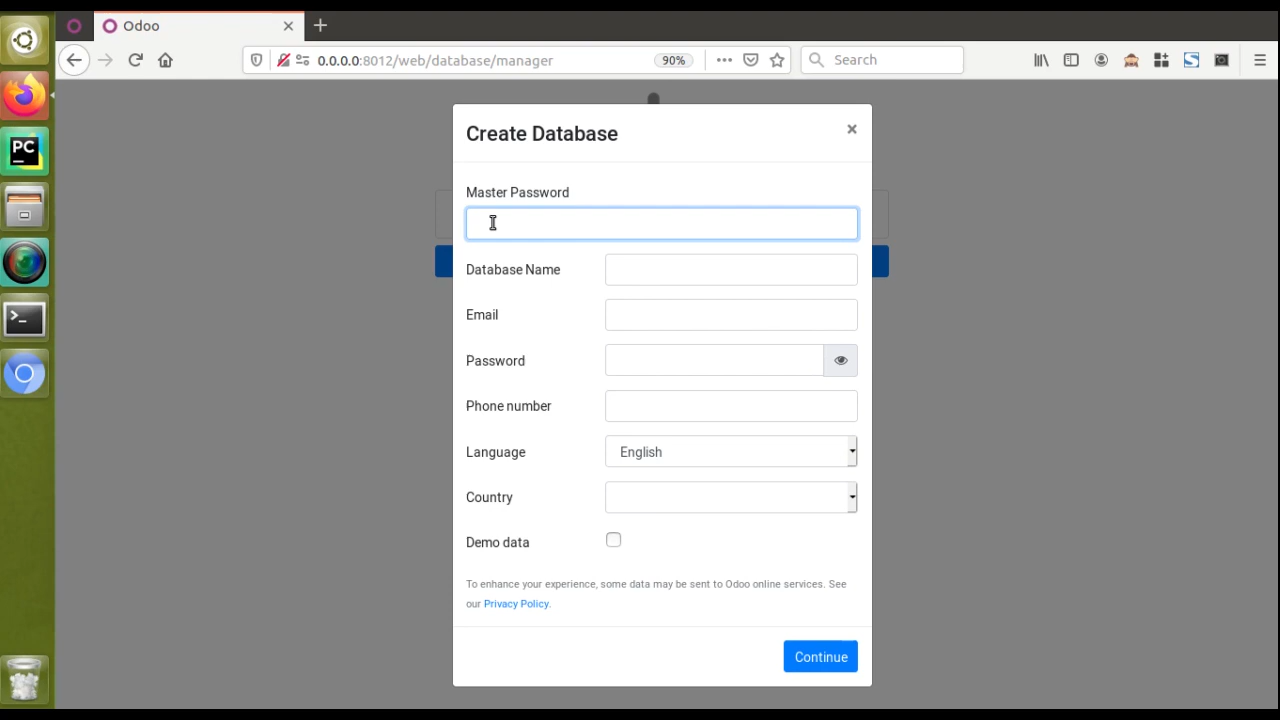 Odoo
0.0.0.0:8012/web/database/manager
90%
Search
PC
Create Database
×
Master Password
Database Name
Email
Password
Phone number
Language
English
Country
Demo data
To enhance your experience, some data may be sent to Odoo online services. See
our Privacy Policy.
Continue